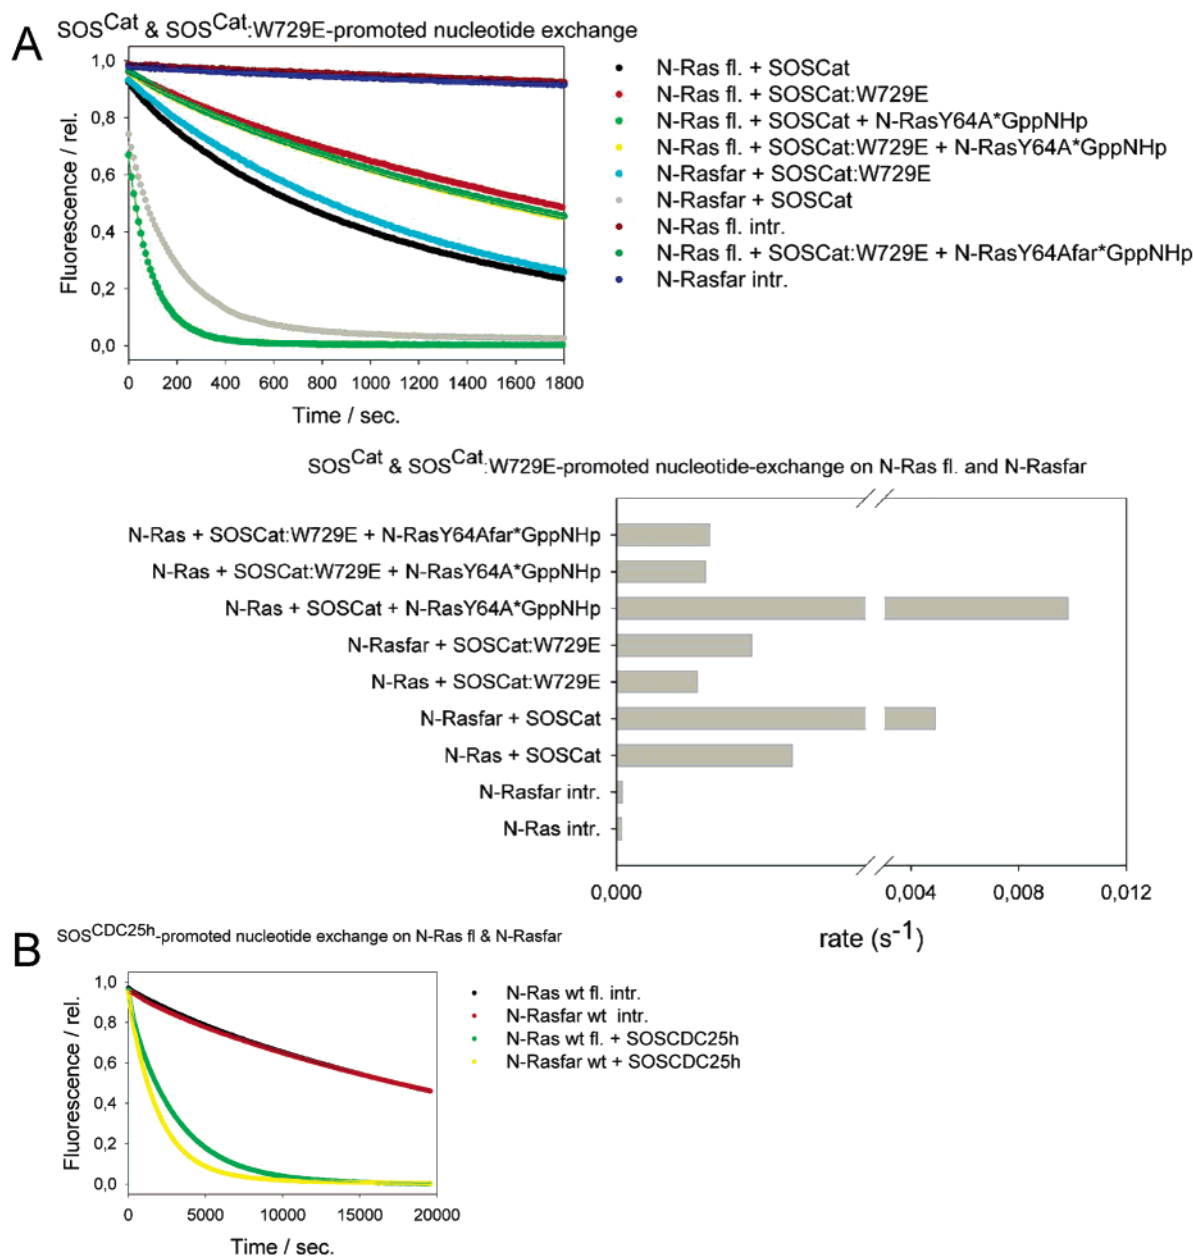 A
SOSCat & SOSCat:W729E-promoted nucleotide exchange
Fluorescence / rel.
1,0
0,8
0,6
0,4
0,2
0,0
0 200 400 600 800 1000 1200 1400 1600 1800
Time / sec.
N-Ras fl. + SOSCat
N-Ras fl. + SOSCat:W729E
N-Ras fl. + SOSCat + N-RasY64A*GppNHp
N-Ras fl. + SOSCat:W729E + N-RasY64A*GppNHp
N-Rasfar + SOSCat:W729E
N-Rasfar + SOSCat
N-Ras fl. intr.
N-Ras fl. + SOSCat:W729E + N-RasY64Afar*GppNHp
N-Rasfar intr.
SOSCat & SOSCat:W729E-promoted nucleotide-exchange on N-Ras fl. and N-Rasfar
N-Ras + SOSCat:W729E + N-RasY64Afar*GppNHp
N-Ras + SOSCat:W729E + N-RasY64A*GppNHp
N-Ras + SOSCat + N-RasY64A*GppNHp
N-Rasfar + SOSCat:W729E
N-Ras + SOSCat:W729E
N-Rasfar + SOSCat
N-Ras + SOSCat
N-Rasfar intr.
N-Ras intr.
0,000 0,004 0,008 0,012
rate (s-1)
B
SOSCDC25h-promoted nucleotide exchange on N-Ras fl & N-Rasfar
Fluorescence / rel.
1,0
0,8
0,6
0,4
0,2
0,0
0 5000 10000 15000 20000
Time / sec.
N-Ras wt fl. intr.
N-Rasfar wt intr.
N-Ras wt fl. + SOSCDC25h
N-Rasfar wt + SOSCDC25h